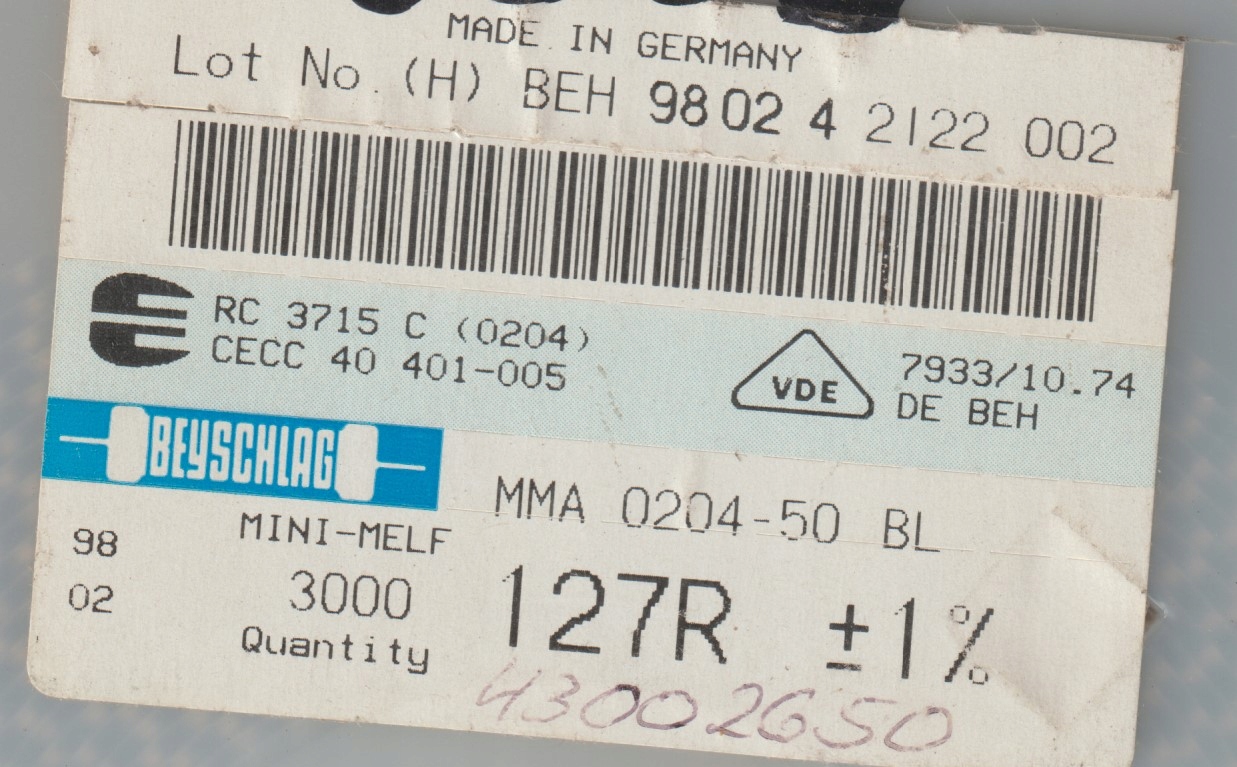 MADE IN GERMANY
Lot No. (H) BEH 98 02 4 2122 002
RC 3715 C (0204)
CECC 40 401-005
VDE
7933/10.74
DE BEH
BEYSCHLAG
MMA 0204-50 BL
MINI-MELF
98
02
3000
Quantity
127R ±1%
43002650